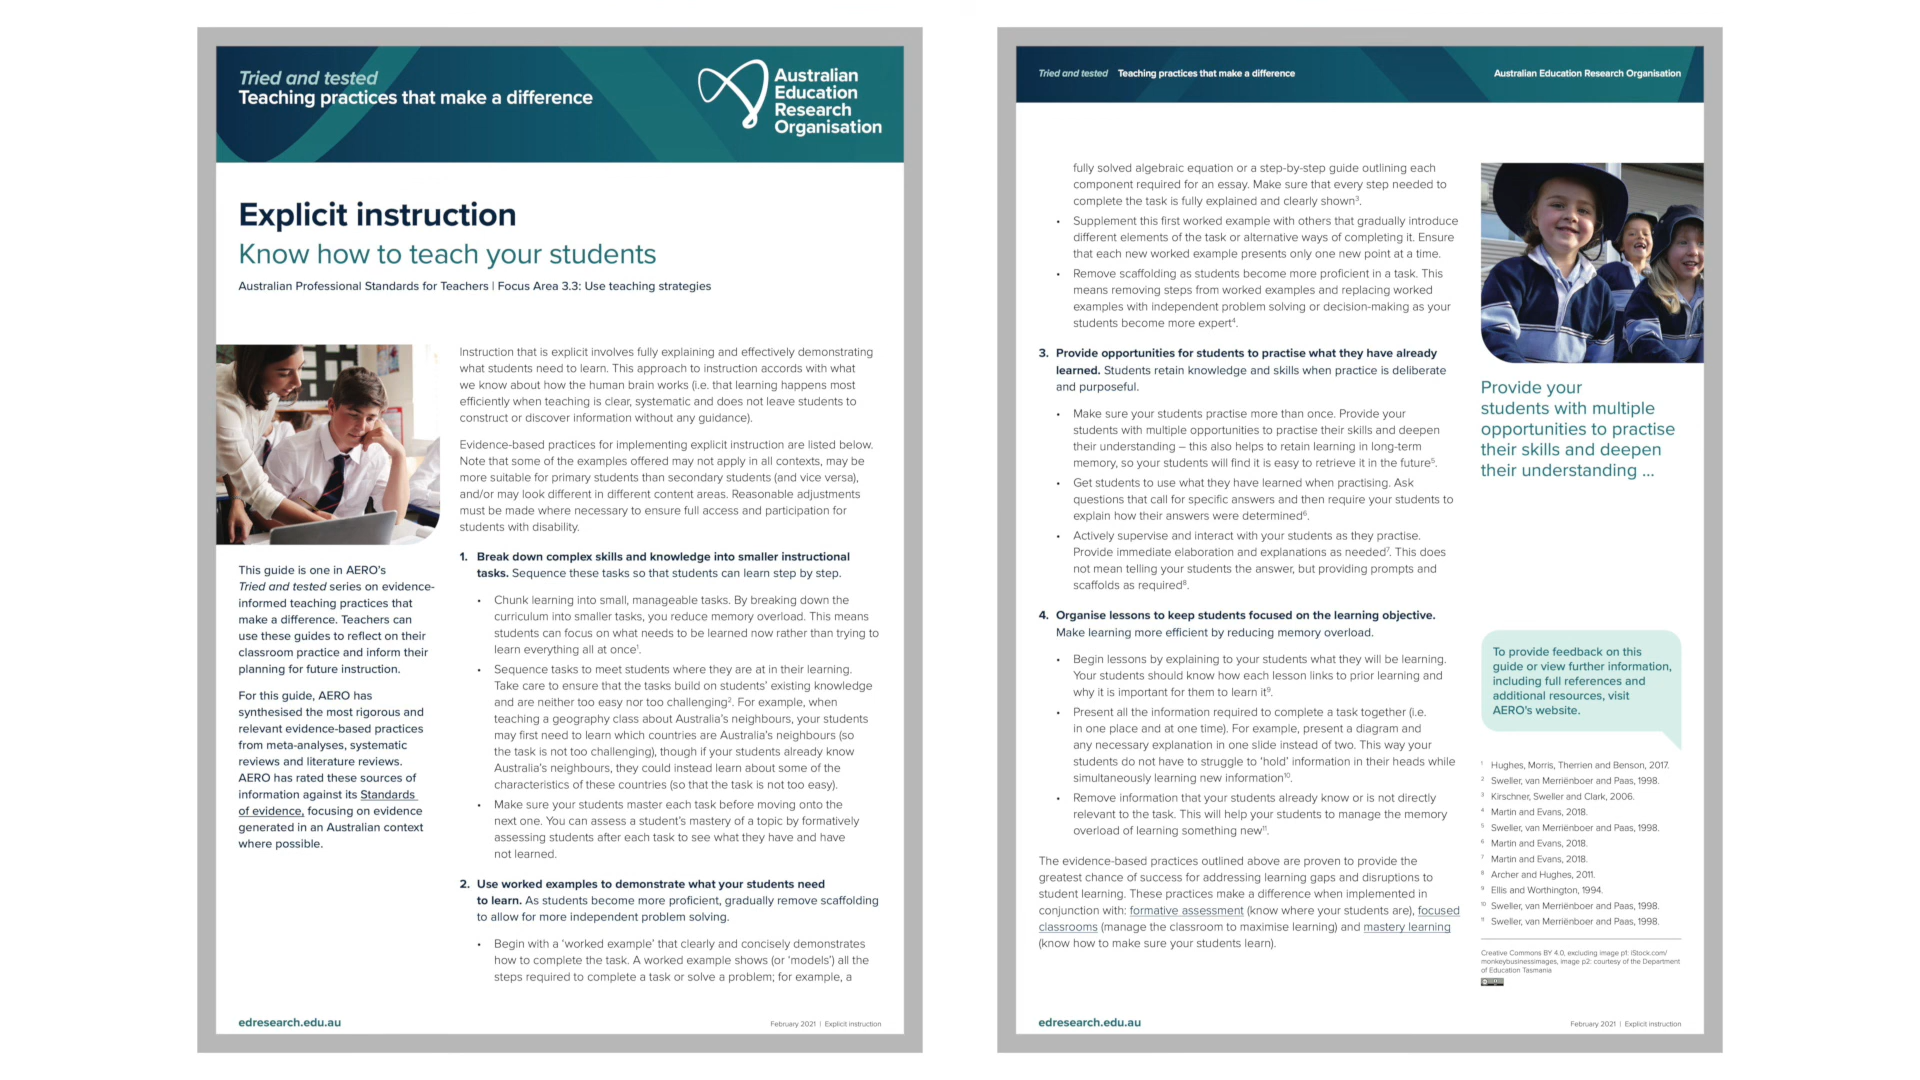 Tried and tested
Teaching practices that make a difference
Australian
Education
Research
Organisation
Explicit instruction
Know how to teach your students
Australian Professional Standards for Teachers | Focus Area 3.3: Use teaching strategies
This guide is one in AERO's
Tried and tested series on evidence-
informed teaching practices that
make a difference. Teachers can
use these guides to reflect on their
classroom practice and inform their
planning for future instruction.
For this guide, AERO has
synthesised the most rigorous and
relevant evidence-based practices
from meta-analyses, systematic
reviews and literature reviews.
AERO has rated these sources of
information against its Standards
of evidence, focusing on evidence
generated in an Australian context
where possible.
Instruction that is explicit involves fully explaining and effectively demonstrating
what students need to learn. This approach to instruction accords with what
we know about how the human brain works (i.e. that learning happens most
efficiently when teaching is clear, systematic and does not leave students to
construct or discover information without any guidance).
Evidence-based practices for implementing explicit instruction are listed below.
Note that some of the examples offered may not apply in all contexts, may be
more suitable for primary students than secondary students (and vice versa),
and/or may look different in different content areas. Reasonable adjustments
must be made where necessary to ensure full access and participation for
students with disability.
1. Break down complex skills and knowledge into smaller instructional
tasks. Sequence these tasks so that students can learn step by step.
• Chunk learning into small, manageable tasks. By breaking down the
curriculum into smaller tasks, you reduce memory overload. This means
students can focus on what needs to be learned now rather than trying to
learn everything all at once¹.
• Sequence tasks to meet students where they are at in their learning.
Take care to ensure that the tasks build on students' existing knowledge
and are neither too easy nor too challenging². For example, when
teaching a geography class about Australia's neighbours, your students
may first need to learn which countries are Australia's neighbours (so
the task is not too challenging), though if your students already know
Australia's neighbours, they could instead learn about some of the
characteristics of these countries (so that the task is not too easy).
• Make sure your students master each task before moving onto the
next one. You can assess a student's mastery of a topic by formatively
assessing students after each task to see what they have and have
not learned.
2. Use worked examples to demonstrate what your students need
to learn. As students become more proficient, gradually remove scaffolding
to allow for more independent problem solving.
• Begin with a 'worked example' that clearly and concisely demonstrates
how to complete the task. A worked example shows (or 'models') all the
steps required to complete a task or solve a problem; for example, a
edresearch.edu.au
February 2021 | Explicit instruction
Tried and tested Teaching practices that make a difference
Australian Education Research Organisation
fully solved algebraic equation or a step-by-step guide outlining each
component required for an essay. Make sure that every step needed to
complete the task is fully explained and clearly shown³.
• Supplement this first worked example with others that gradually introduce
different elements of the task or alternative ways of completing it. Ensure
that each new worked example presents only one new point at a time.
• Remove scaffolding as students become more proficient in a task. This
means removing steps from worked examples and replacing worked
examples with independent problem solving or decision-making as your
students become more expert⁴.
3. Provide opportunities for students to practise what they have already
learned. Students retain knowledge and skills when practice is deliberate
and purposeful.
• Make sure your students practise more than once. Provide your
students with multiple opportunities to practise their skills and deepen
their understanding – this also helps to retain learning in long-term
memory, so your students will find it is easy to retrieve it in the future⁵.
• Get students to use what they have learned when practising. Ask
questions that call for specific answers and then require your students to
explain how their answers were determined⁶.
• Actively supervise and interact with your students as they practise.
Provide immediate elaboration and explanations as needed⁷. This does
not mean telling your students the answer, but providing prompts and
scaffolds as required⁸.
4. Organise lessons to keep students focused on the learning objective.
Make learning more efficient by reducing memory overload.
• Begin lessons by explaining to your students what they will be learning.
Your students should know how each lesson links to prior learning and
why it is important for them to learn it⁹.
• Present all the information required to complete a task together (i.e.
in one place and at one time). For example, present a diagram and
any necessary explanation in one slide instead of two. This way your
students do not have to struggle to 'hold' information in their heads while
simultaneously learning new information¹⁰.
• Remove information that your students already know or is not directly
relevant to the task. This will help your students to manage the memory
overload of learning something new¹¹.
The evidence-based practices outlined above are proven to provide the
greatest chance of success for addressing learning gaps and disruptions to
student learning. These practices make a difference when implemented in
conjunction with: formative assessment (know where your students are), focused
classrooms (manage the classroom to maximise learning) and mastery learning
(know how to make sure your students learn).
Provide your
students with multiple
opportunities to practise
their skills and deepen
their understanding ...
To provide feedback on this
guide or view further information,
including full references and
additional resources, visit
AERO's website.
¹ Hughes, Morris, Therrien and Benson, 2017.
² Sweller, van Merriënboer and Paas, 1998.
³ Kirschner, Sweller and Clark, 2006.
⁴ Martin and Evans, 2018.
⁵ Sweller, van Merriënboer and Paas, 1998.
⁶ Martin and Evans, 2018.
⁷ Martin and Evans, 2018.
⁸ Archer and Hughes, 2011.
⁹ Ellis and Worthington, 1994.
¹⁰ Sweller, van Merriënboer and Paas, 1998.
¹¹ Sweller, van Merriënboer and Paas, 1998.
Creative Commons BY 4.0, excluding image p1: iStock.com/
monkeybusinessimages, image p2: courtesy of the Department
of Education Tasmania
edresearch.edu.au
February 2021 | Explicit instruction